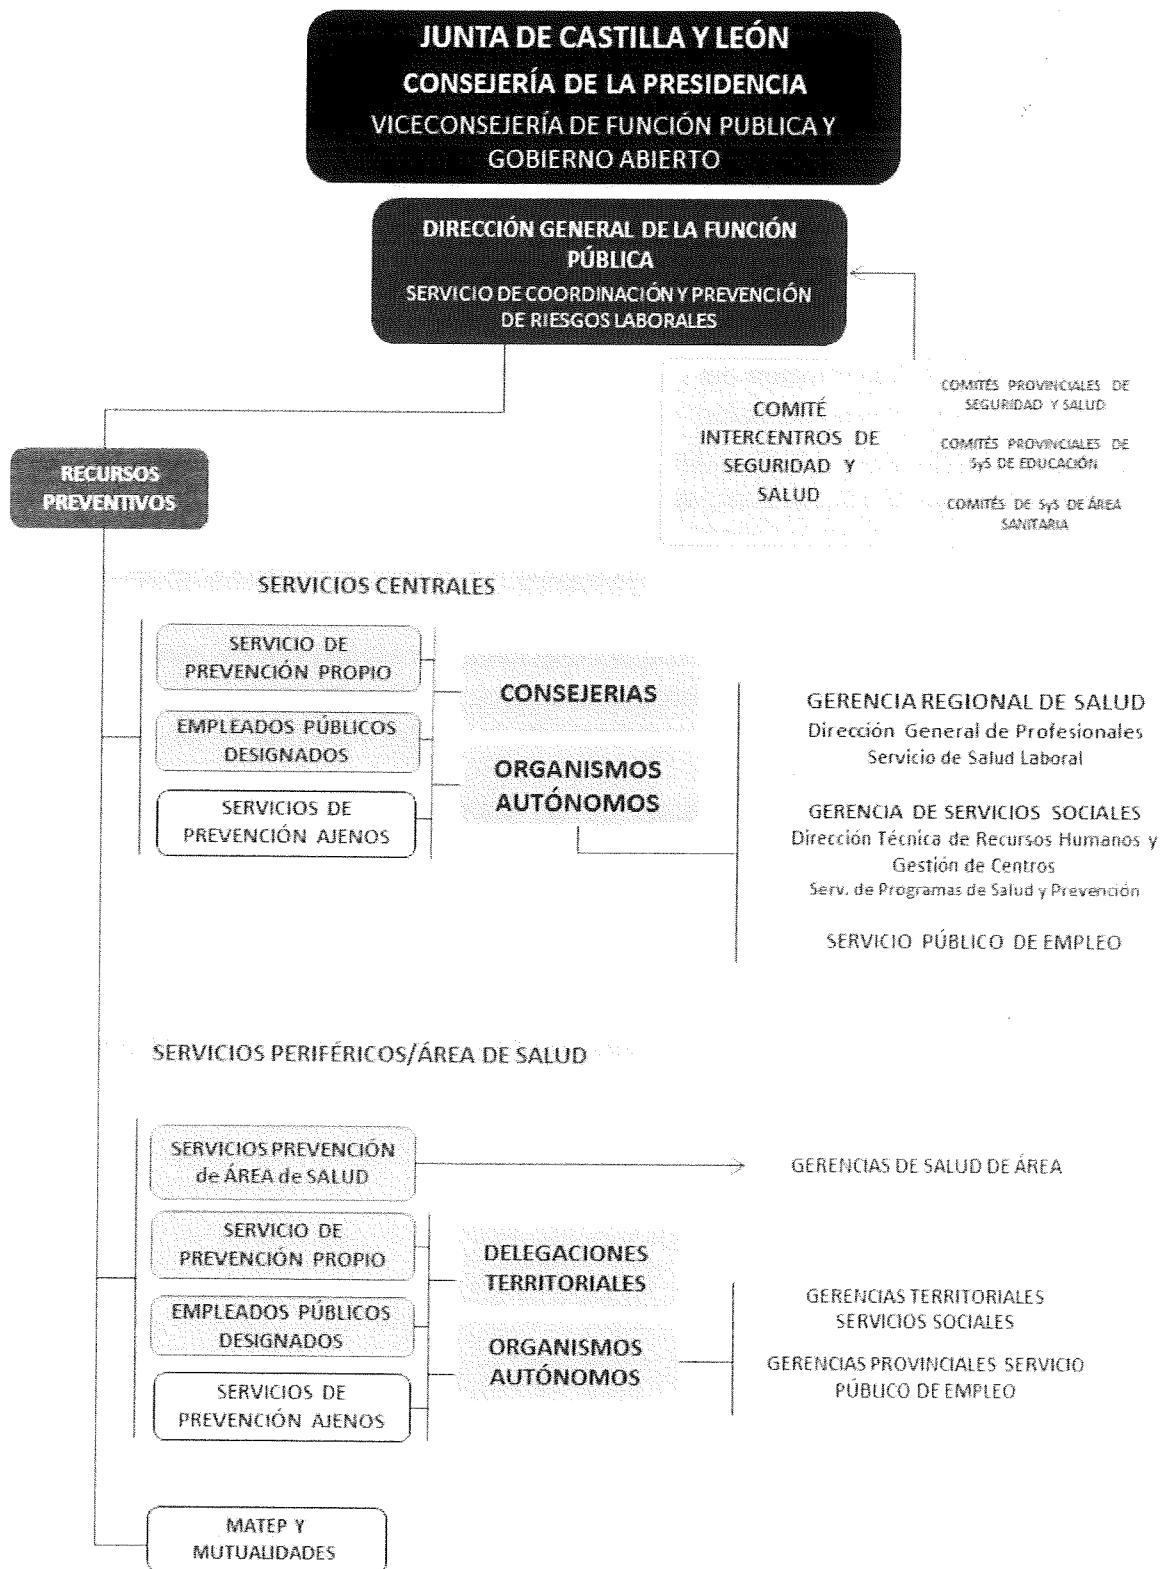 JUNTA DE CASTILLA Y LEÓN
CONSEJERÍA DE LA PRESIDENCIA
VICECONSEJERÍA DE FUNCIÓN PUBLICA Y
GOBIERNO ABIERTO
DIRECCIÓN GENERAL DE LA FUNCIÓN
PÚBLICA
SERVICIO DE COORDINACIÓN Y PREVENCIÓN
DE RIESGOS LABORALES
COMITÉ
INTERCENTROS DE
SEGURIDAD Y
SALUD
COMITÉS PROVINCIALES DE
SEGURIDAD Y SALUD
COMITÉS PROVINCIALES DE
SyS DE EDUCACIÓN
COMITÉS DE SyS DE ÁREA
SANITARIA
RECURSOS
PREVENTIVOS
SERVICIOS CENTRALES
SERVICIO DE
PREVENCIÓN PROPIO
EMPLEADOS PÚBLICOS
DESIGNADOS
SERVICIOS DE
PREVENCIÓN AJENOS
CONSEJERIAS
ORGANISMOS
AUTÓNOMOS
GERENCIA REGIONAL DE SALUD
Dirección General de Profesionales
Servicio de Salud Laboral
GERENCIA DE SERVICIOS SOCIALES
Dirección Técnica de Recursos Humanos y
Gestión de Centros
Serv. de Programas de Salud y Prevención
SERVICIO PÚBLICO DE EMPLEO
SERVICIOS PERIFÉRICOS/ÁREA DE SALUD
SERVICIOS PREVENCIÓN
de ÁREA de SALUD
GERENCIAS DE SALUD DE ÁREA
SERVICIO DE
PREVENCIÓN PROPIO
EMPLEADOS PÚBLICOS
DESIGNADOS
SERVICIOS DE
PREVENCIÓN AJENOS
DELEGACIONES
TERRITORIALES
ORGANISMOS
AUTÓNOMOS
GERENCIAS TERRITORIALES
SERVICIOS SOCIALES
GERENCIAS PROVINCIALES SERVICIO
PÚBLICO DE EMPLEO
MATEP Y
MUTUALIDADES